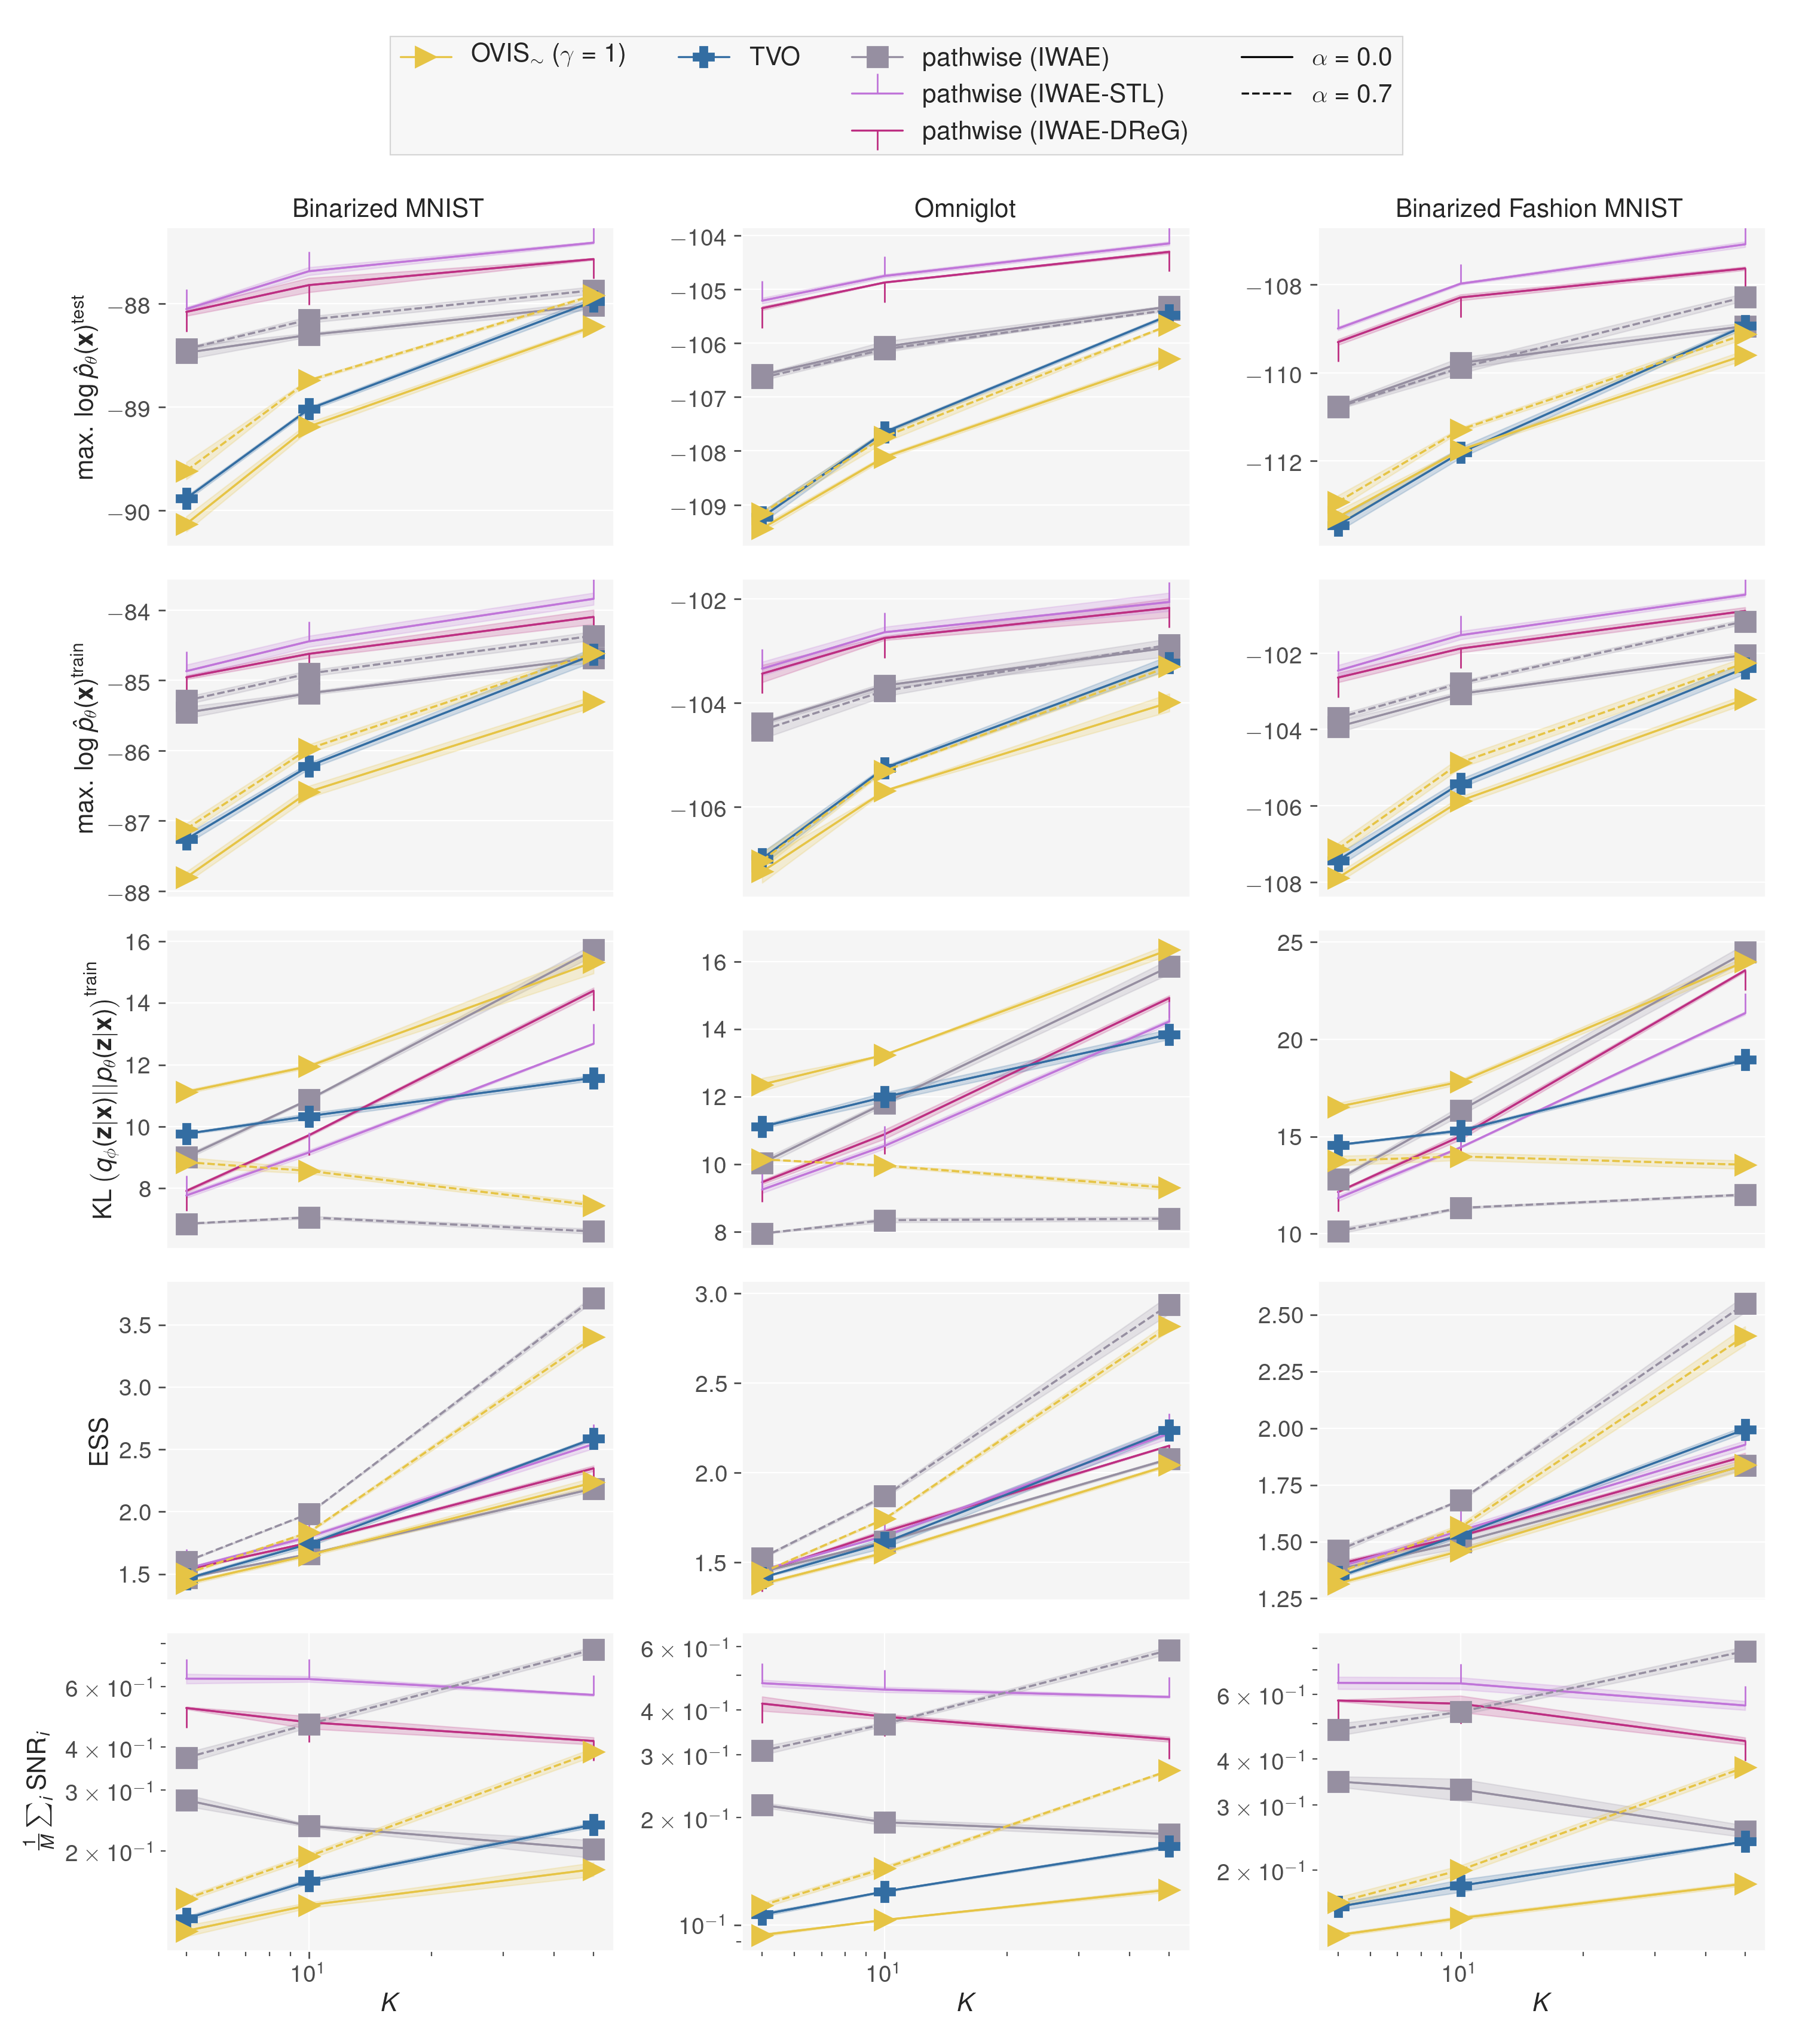 OVIS∼ (γ = 1) TVO pathwise (IWAE) α = 0.0
pathwise (IWAE-STL) α = 0.7
pathwise (IWAE-DReG)
Binarized MNIST Omniglot Binarized Fashion MNIST
max. log p̂θ(x)^test
−88
−89
−90
−104
−105
−106
−107
−108
−109
−108
−110
−112
max. log p̂θ(x)^train
−84
−85
−86
−87
−88
−102
−104
−106
−102
−104
−106
−108
KL (qϕ(z|x)||pθ(z|x))^train
16
14
12
10
8
16
14
12
10
8
25
20
15
10
ESS
3.5
3.0
2.5
2.0
1.5
3.0
2.5
2.0
1.5
2.50
2.25
2.00
1.75
1.50
1.25
1/M ∑i SNRi
6 × 10⁻¹
4 × 10⁻¹
3 × 10⁻¹
2 × 10⁻¹
6 × 10⁻¹
4 × 10⁻¹
3 × 10⁻¹
2 × 10⁻¹
10⁻¹
6 × 10⁻¹
4 × 10⁻¹
3 × 10⁻¹
2 × 10⁻¹
10¹ 10¹ 10¹
K K K